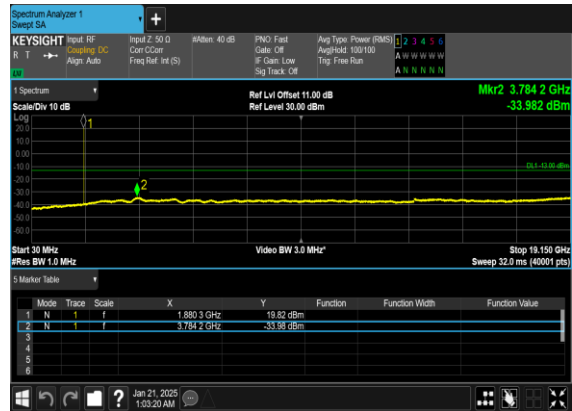 Spectrum Analyzer 1
Swept SA
+
KEYSIGHT Input: RF Input Z: 50 Ω #Atten: 40 dB PNO: Fast Avg Type: Power (RMS) 1 2 3 4 5 6
R T Coupling: DC Corr CCorr Gate: Off Avg|Hold: 100/100 A W W W W W
Align: Auto Freq Ref: Int (S) IF Gain: Low Trig: Free Run
Sig Track: Off A N N N N N
1 Spectrum Ref Lvl Offset 11.00 dB Mkr2 3.784 2 GHz
Scale/Div 10 dB Ref Level 30.00 dBm -33.982 dBm
Log
1
20.0
10.0
0.00
-10.0 DL1 -13.00 dBm
-20.0
-30.0 2
-40.0
-50.0
-60.0
Start 30 MHz Video BW 3.0 MHz* Stop 19.150 GHz
#Res BW 1.0 MHz Sweep 32.0 ms (40001 pts)
5 Marker Table
Mode Trace Scale X Y Function Function Width Function Value
1 N 1 f 1.880 3 GHz 19.82 dBm
2 N 1 f 3.784 2 GHz -33.98 dBm
3
4
5
6
? Jan 21, 2025
1:03:20 AM